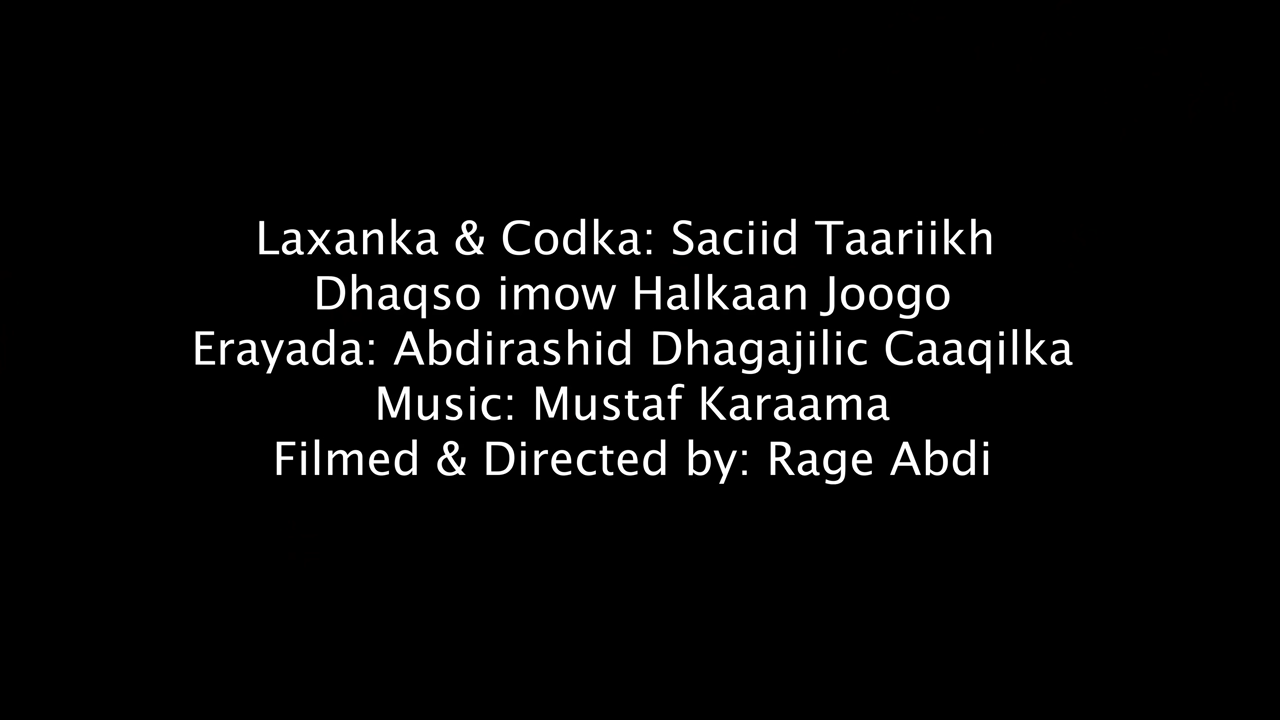 Laxanka & Codka: Saciid Taariikh
Dhaqso imow Halkaan Joogo
Erayada: Abdirashid Dhagajilic Caaqilka
Music: Mustaf Karaama
Filmed & Directed by: Rage Abdi